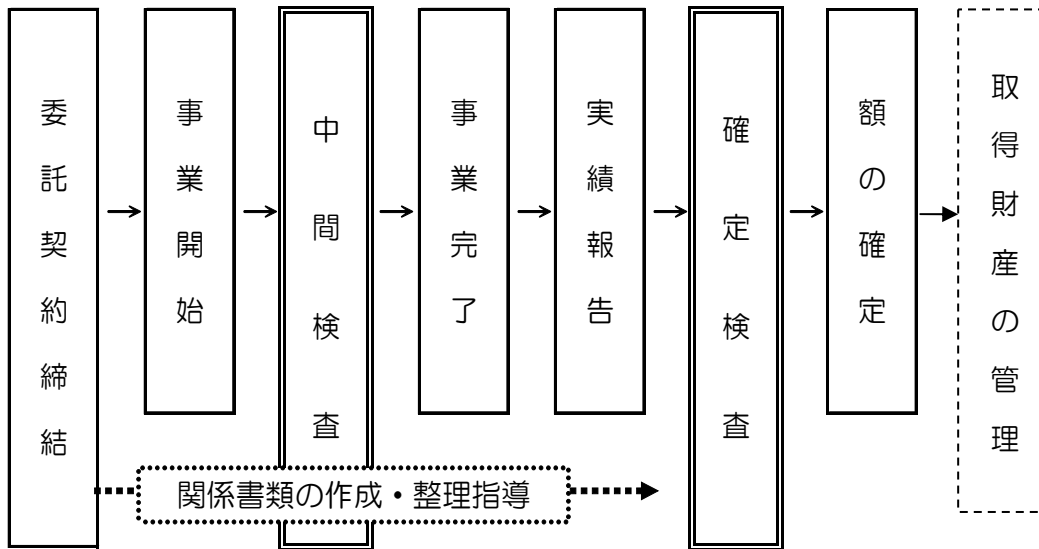 委託契約締結
事業開始
中間検査
事業完了
実績報告
確定検査
額の確定
取得財産の管理
関係書類の作成・整理指導